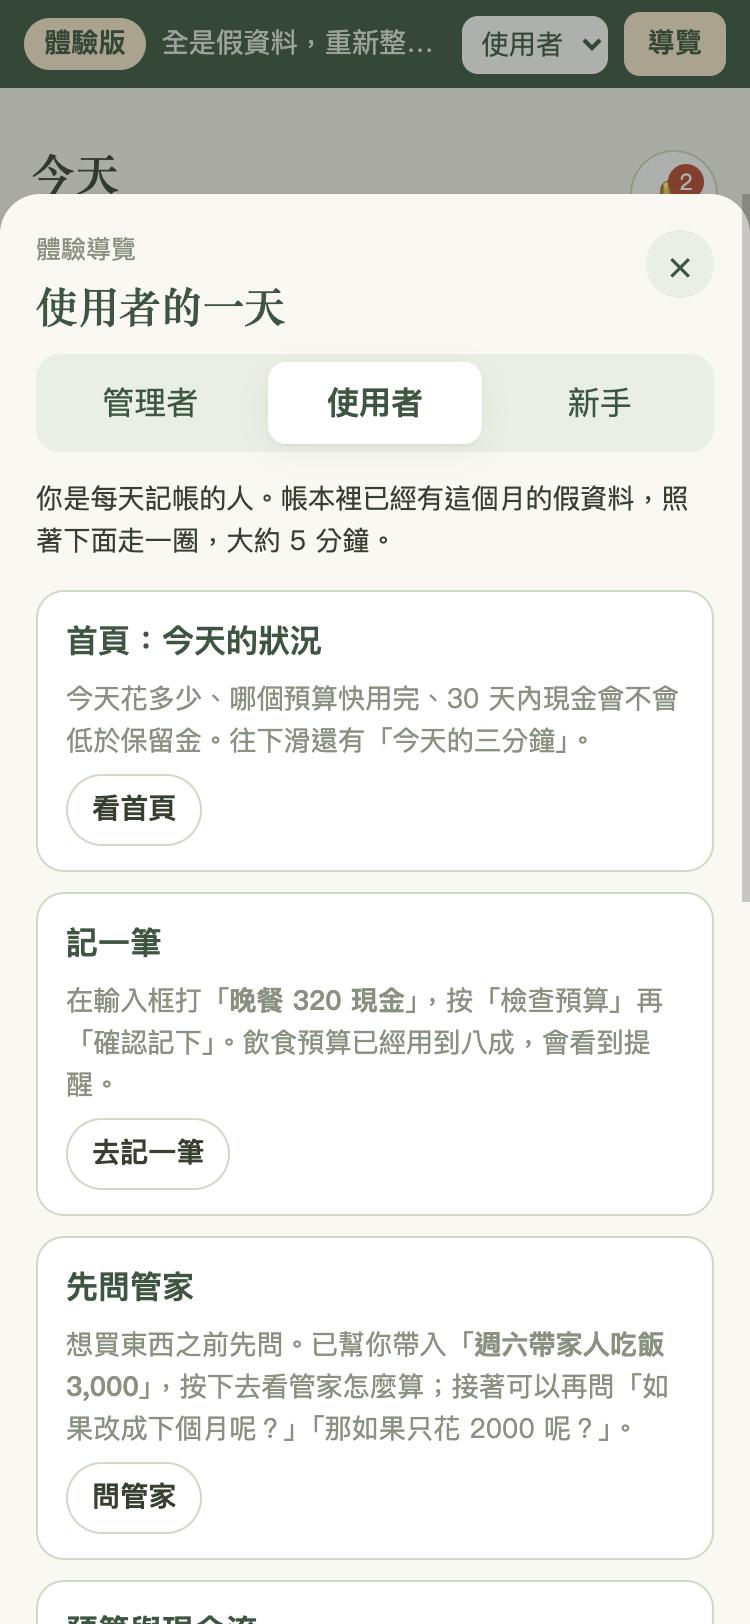 體驗版 全是假資料，重新整… 使用者 導覽
今天
2
體驗導覽
×
使用者的一天
管理者 使用者 新手
你是每天記帳的人。帳本裡已經有這個月的假資料，照
著下面走一圈，大約 5 分鐘。
首頁：今天的狀況
今天花多少、哪個預算快用完、30 天內現金會不會
低於保留金。往下滑還有「今天的三分鐘」。
看首頁
記一筆
在輸入框打「晚餐 320 現金」，按「檢查預算」再
「確認記下」。飲食預算已經用到八成，會看到提
醒。
去記一筆
先問管家
想買東西之前先問。已幫你帶入「週六帶家人吃飯
3,000」，按下去看管家怎麼算；接著可以再問「如
果改成下個月呢？」「那如果只花 2000 呢？」。
問管家
預算與現金流